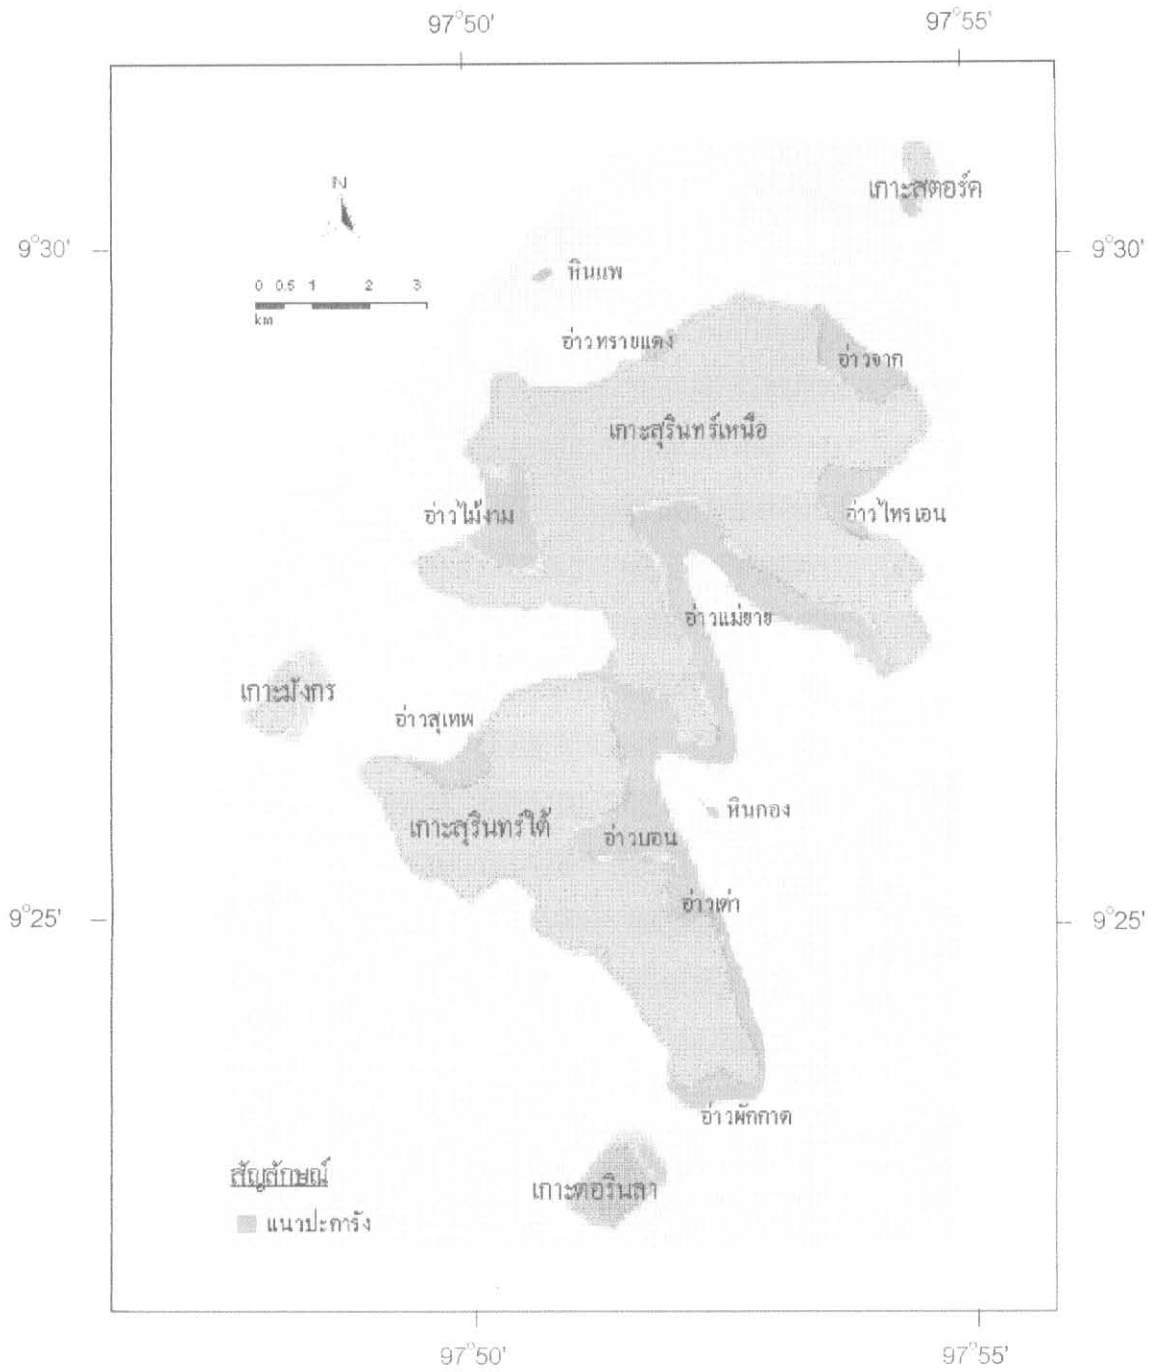 97°50'
97°55'
N
เกาะสตอร์ค
9°30'
9°30'
หินแพ
0 0.5 1 2 3
km
อ่าวทรายแดง
อ่าวจาก
เกาะสุรินทร์เหนือ
อ่าวไม้งาม
อ่าวไทรเอน
อ่าวแม่ยาย
เกาะมังกร
อ่าวสุเทพ
หินกอง
เกาะสุรินทร์ใต้
อ่าวบอน
อ่าวเต่า
9°25'
9°25'
อ่าวผักกาด
สัญลักษณ์
เกาะตอรินลา
แนวปะการัง
97°50'
97°55'